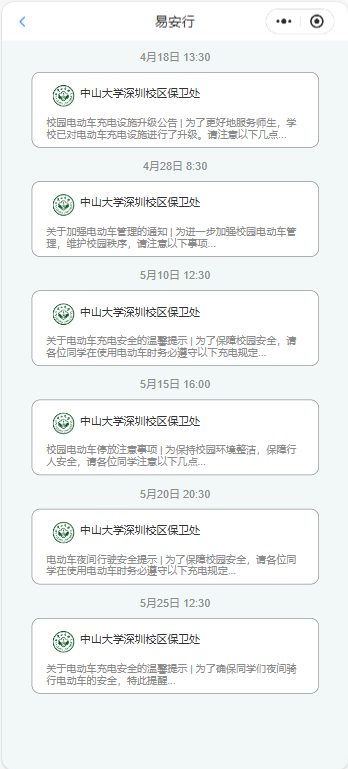 易安行
4月18日 13:30
中山大学深圳校区保卫处
校园电动车充电设施升级公告 | 为了更好地服务师生，学
校已对电动车充电设施进行了升级。请注意以下几点...
4月28日 8:30
中山大学深圳校区保卫处
关于加强电动车管理的通知 | 为进一步加强校园电动车管
理，维护校园秩序，请注意以下事项...
5月10日 12:30
中山大学深圳校区保卫处
关于电动车充电安全的温馨提示 | 为了保障校园安全，请
各位同学在使用电动车时务必遵守以下充电规定...
5月15日 16:00
中山大学深圳校区保卫处
校园电动车停放注意事项 | 为保持校园环境整洁，保障行
人安全，请各位同学注意以下几点...
5月20日 20:30
中山大学深圳校区保卫处
电动车夜间行驶安全提示 | 为了保障校园安全，请各位同
学在使用电动车时务必遵守以下充电规定...
5月25日 12:30
中山大学深圳校区保卫处
关于电动车充电安全的温馨提示 | 为了确保同学们夜间骑
行电动车的安全，特此提醒...